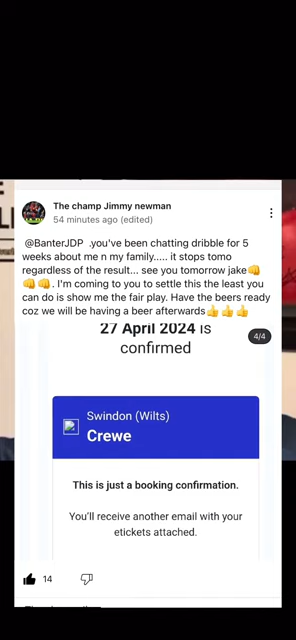 The champ Jimmy newman
54 minutes ago (edited)
@BanterJDP .you've been chatting dribble for 5
weeks about me n my family..... it stops tomo
regardless of the result... see you tomorrow jake👊
👊👊. I'm coming to you to settle this the least you
can do is show me the fair play. Have the beers ready
coz we will be having a beer afterwards👍👍👍
27 April 2024 is
4/4
confirmed
Swindon (Wilts)
Crewe
This is just a booking confirmation.
You'll receive another email with your
etickets attached.
14